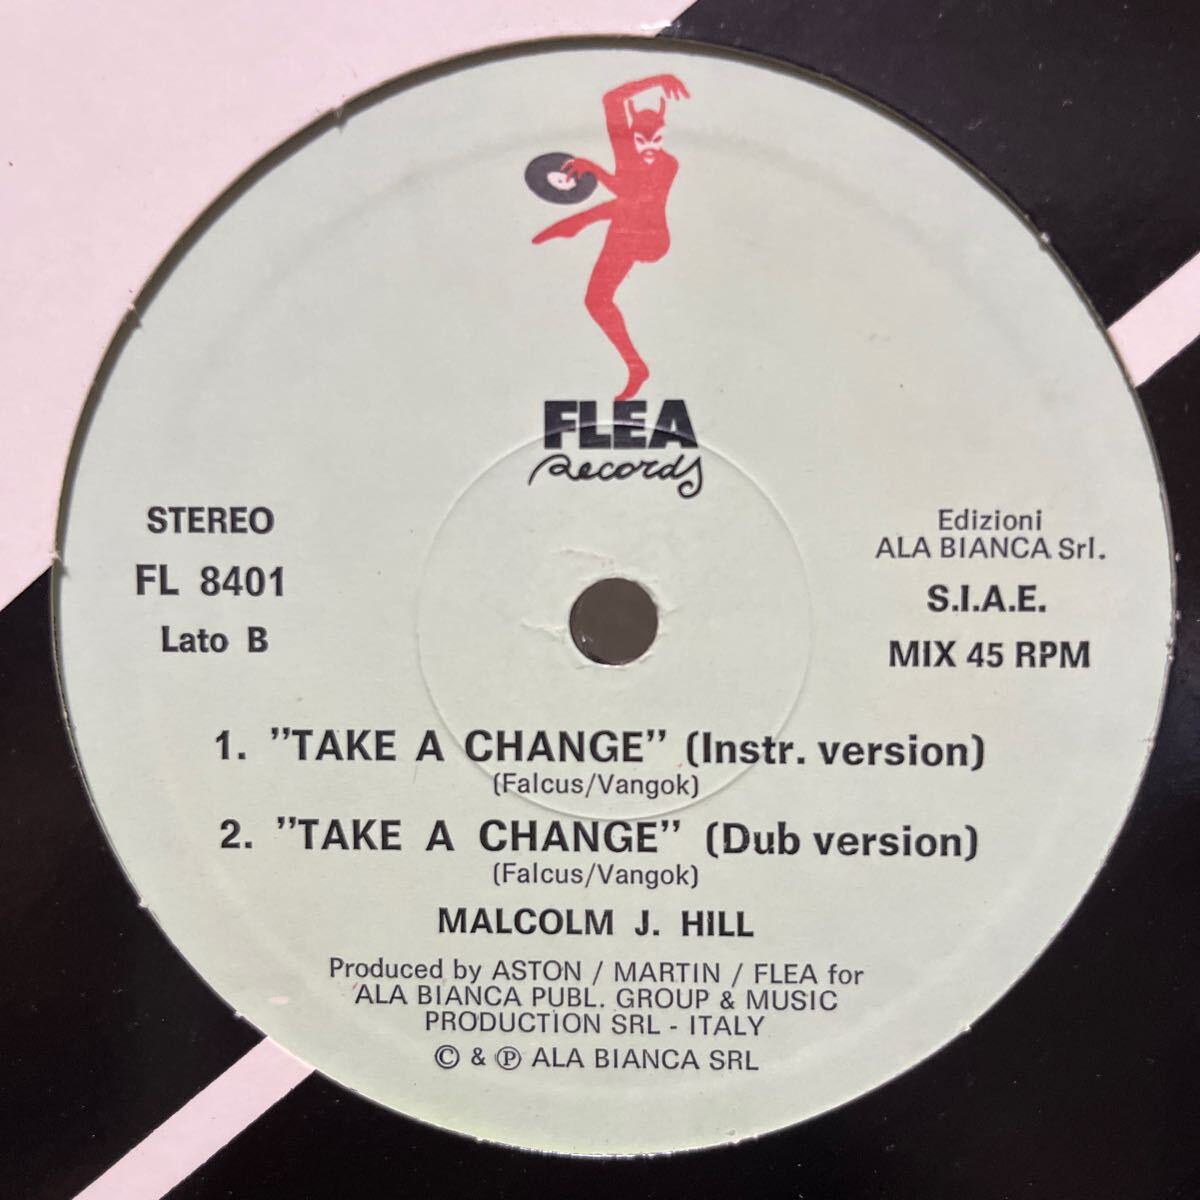 FLEA
Records
STEREO
FL 8401
Lato B
Edizioni
ALA BIANCA Srl.
S.I.A.E.
MIX 45 RPM
1. "TAKE A CHANGE" (Instr. version)
(Falcus/Vangok)
2. "TAKE A CHANGE" (Dub version)
(Falcus/Vangok)
MALCOLM J. HILL
Produced by ASTON / MARTIN / FLEA for
ALA BIANCA PUBL. GROUP & MUSIC
PRODUCTION SRL - ITALY
© & ℗ ALA BIANCA SRL